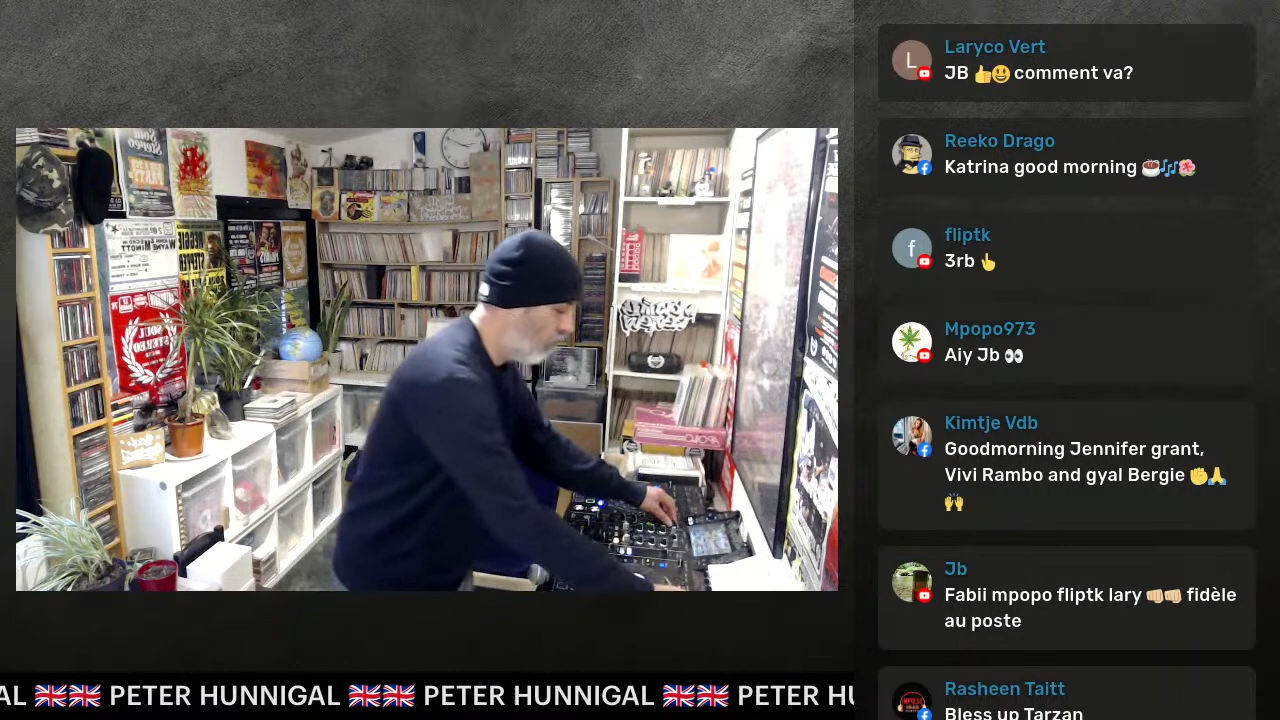 Laryco Vert
JB 👍😃 comment va?
Reeko Drago
Katrina good morning ☕🎶🌺
fliptk
3rb 👆
Mpopo973
Aiy Jb 👀
Kimtje Vdb
Goodmorning Jennifer grant,
Vivi Rambo and gyal Bergie ✊🙏
🙌
Jb
Fabii mpopo fliptk lary 👊🏼👊🏼 fidèle
au poste
Rasheen Taitt
Bless up Tarzan
AL 🇬🇧🇬🇧 PETER HUNNIGAL 🇬🇧🇬🇧 PETER HUNNIGAL 🇬🇧🇬🇧 PETER HU
L
f
SOUL
STEREO